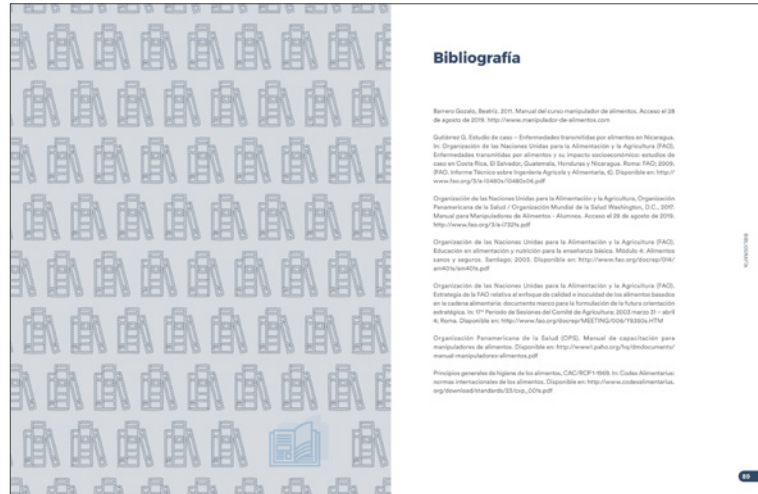 Bibliografía
Barrero Gozalo, Beatriz. 2011. Manual del curso manipulador de alimentos. Acceso el 28
de agosto de 2019. http://www.manipulador-de-alimentos.com
Gutiérrez G. Estudio de caso – Enfermedades transmitidas por alimentos en Nicaragua.
In: Organización de las Naciones Unidas para la Alimentación y la Agricultura (FAO).
Enfermedades transmitidas por alimentos y su impacto socioeconómico: estudios de
caso en Costa Rica, El Salvador, Guatemala, Honduras y Nicaragua. Roma: FAO; 2009.
(FAO. Informe Técnico sobre Ingeniería Agrícola y Alimentaria, 6). Disponible en: http://
www.fao.org/3/a-i0480s/i0480s06.pdf
Organización de las Naciones Unidas para la Alimentación y la Agricultura, Organización
Panamericana de la Salud / Organización Mundial de la Salud Washington, D.C., 2017.
Manual para Manipuladores de Alimentos - Alumnos. Acceso el 28 de agosto de 2019.
http://www.fao.org/3/a-i7321s.pdf
Organización de las Naciones Unidas para la Alimentación y la Agricultura (FAO).
Educación en alimentación y nutrición para la enseñanza básica. Módulo 4: Alimentos
sanos y seguros. Santiago; 2003. Disponible en: http://www.fao.org/docrep/014/
am401s/am401s.pdf
Organización de las Naciones Unidas para la Alimentación y la Agricultura (FAO).
Estrategia de la FAO relativa al enfoque de calidad e inocuidad de los alimentos basados
en la cadena alimentaria: documento marco para la formulación de la futura orientación
estratégica. In: 17º Período de Sesiones del Comité de Agricultura; 2003 marzo 31 – abril
4; Roma. Disponible en: http://www.fao.org/docrep/MEETING/006/Y8350s.HTM
Organización Panamericana de la Salud (OPS). Manual de capacitación para
manipuladores de alimentos. Disponible en: http://www1.paho.org/hq/dmdocuments/
manual-manipuladores-alimentos.pdf
Principios generales de higiene de los alimentos, CAC/RCP 1-1969. In: Codex Alimentarius:
normas internacionales de los alimentos. Disponible en: http://www.codexalimentarius.
org/download/standards/23/cxp_001s.pdf
BIBLIOGRAFÍA
89